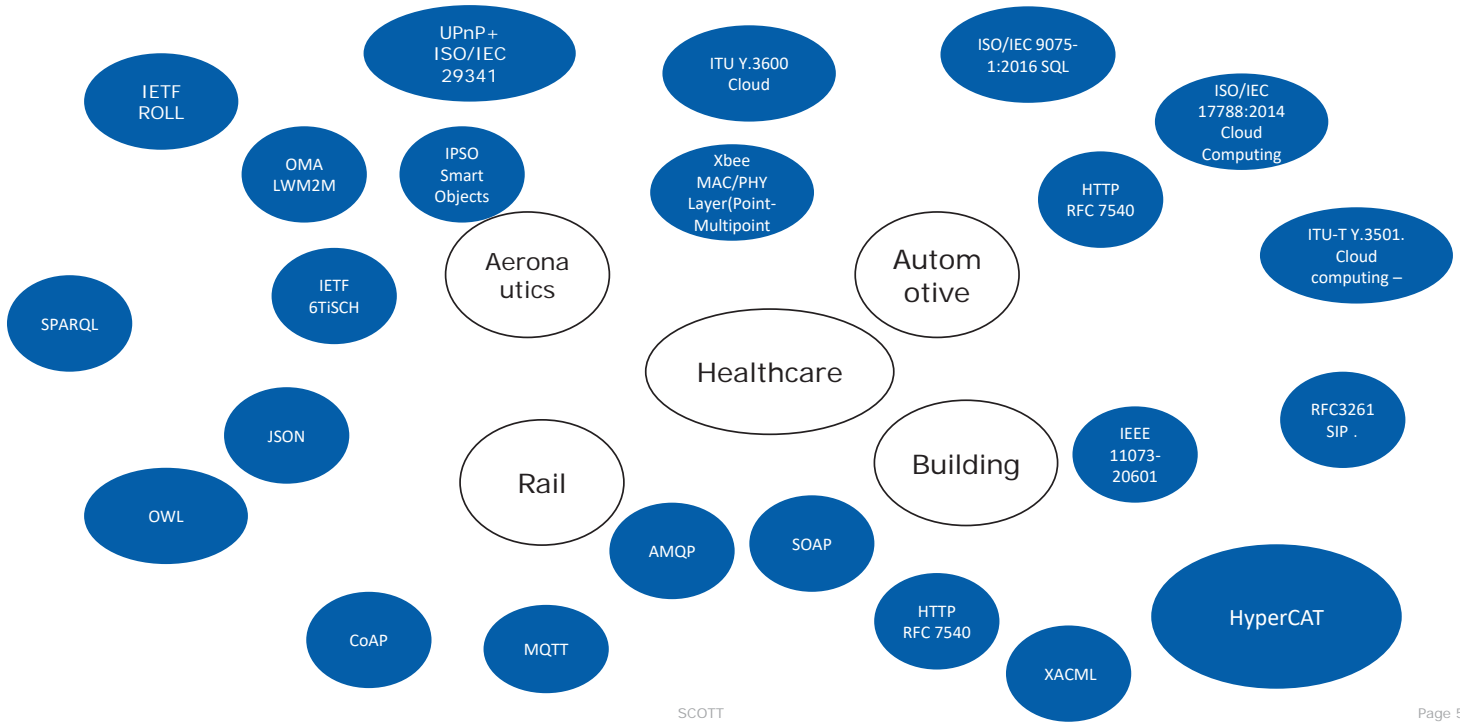 UPnP+
ISO/IEC
29341
IETF
ROLL
ITU Y.3600
Cloud
ISO/IEC 9075-
1:2016 SQL
ISO/IEC
17788:2014
Cloud
Computing
OMA
LWM2M
IPSO
Smart
Objects
Xbee
MAC/PHY
Layer(Point-
Multipoint
HTTP
RFC 7540
ITU-T Y.3501.
Cloud
computing –
Aerona
utics
Autom
otive
SPARQL
IETF
6TiSCH
Healthcare
JSON
RFC3261
SIP .
IEEE
11073-
20601
Rail
Building
OWL
AMQP
SOAP
CoAP
MQTT
HTTP
RFC 7540
XACML
HyperCAT
SCOTT
Page 5